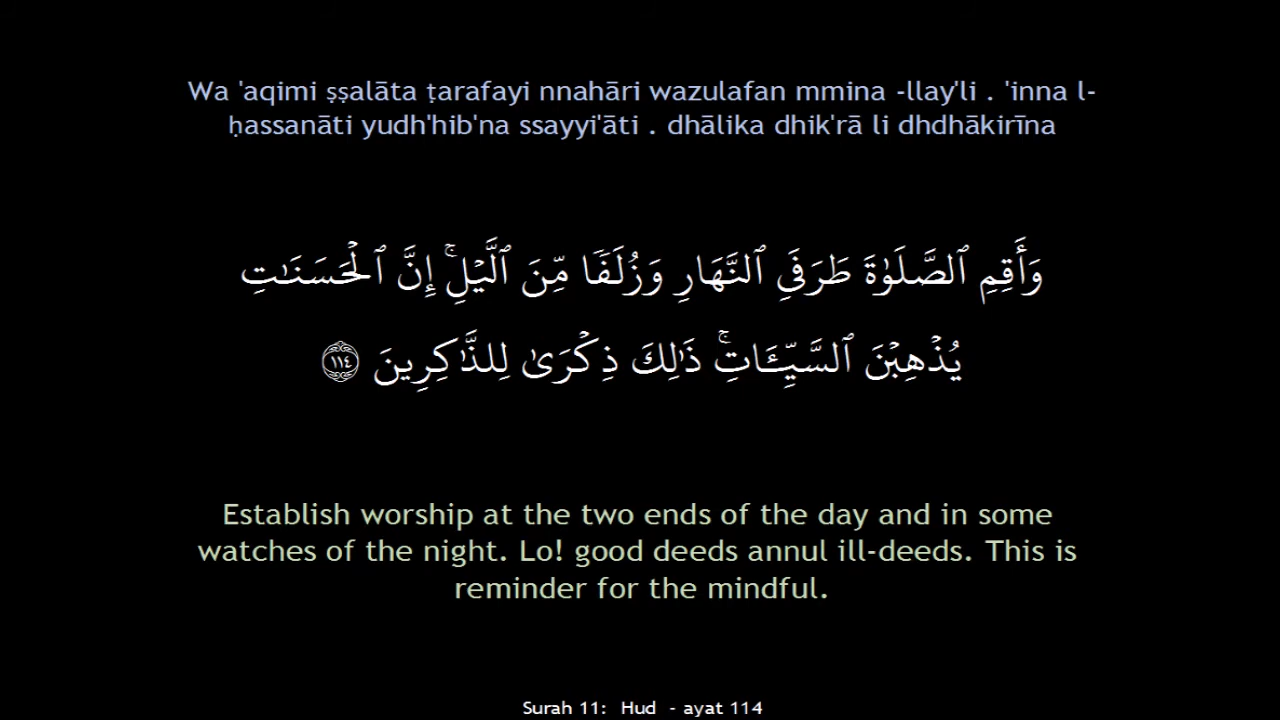 Wa 'aqimi ṣṣalāta ṭarafayi nnahāri wazulafan mmina -llay'li . 'inna l-
ḥassanāti yudh'hib'na ssayyi'āti . dhālika dhik'rā li dhdhākirīna
وَأَقِمِ ٱلصَّلَوٰةَ طَرَفَىِ ٱلنَّهَارِ وَزُلَفًۭا مِّنَ ٱلَّيْلِ ۚ إِنَّ ٱلْحَسَنَـٰتِ
يُذْهِبْنَ ٱلسَّيِّـَٔاتِ ۚ ذَٰلِكَ ذِكْرَىٰ لِلذَّٰكِرِينَ ١١٤
Establish worship at the two ends of the day and in some
watches of the night. Lo! good deeds annul ill-deeds. This is
reminder for the mindful.
Surah 11: Hud - ayat 114